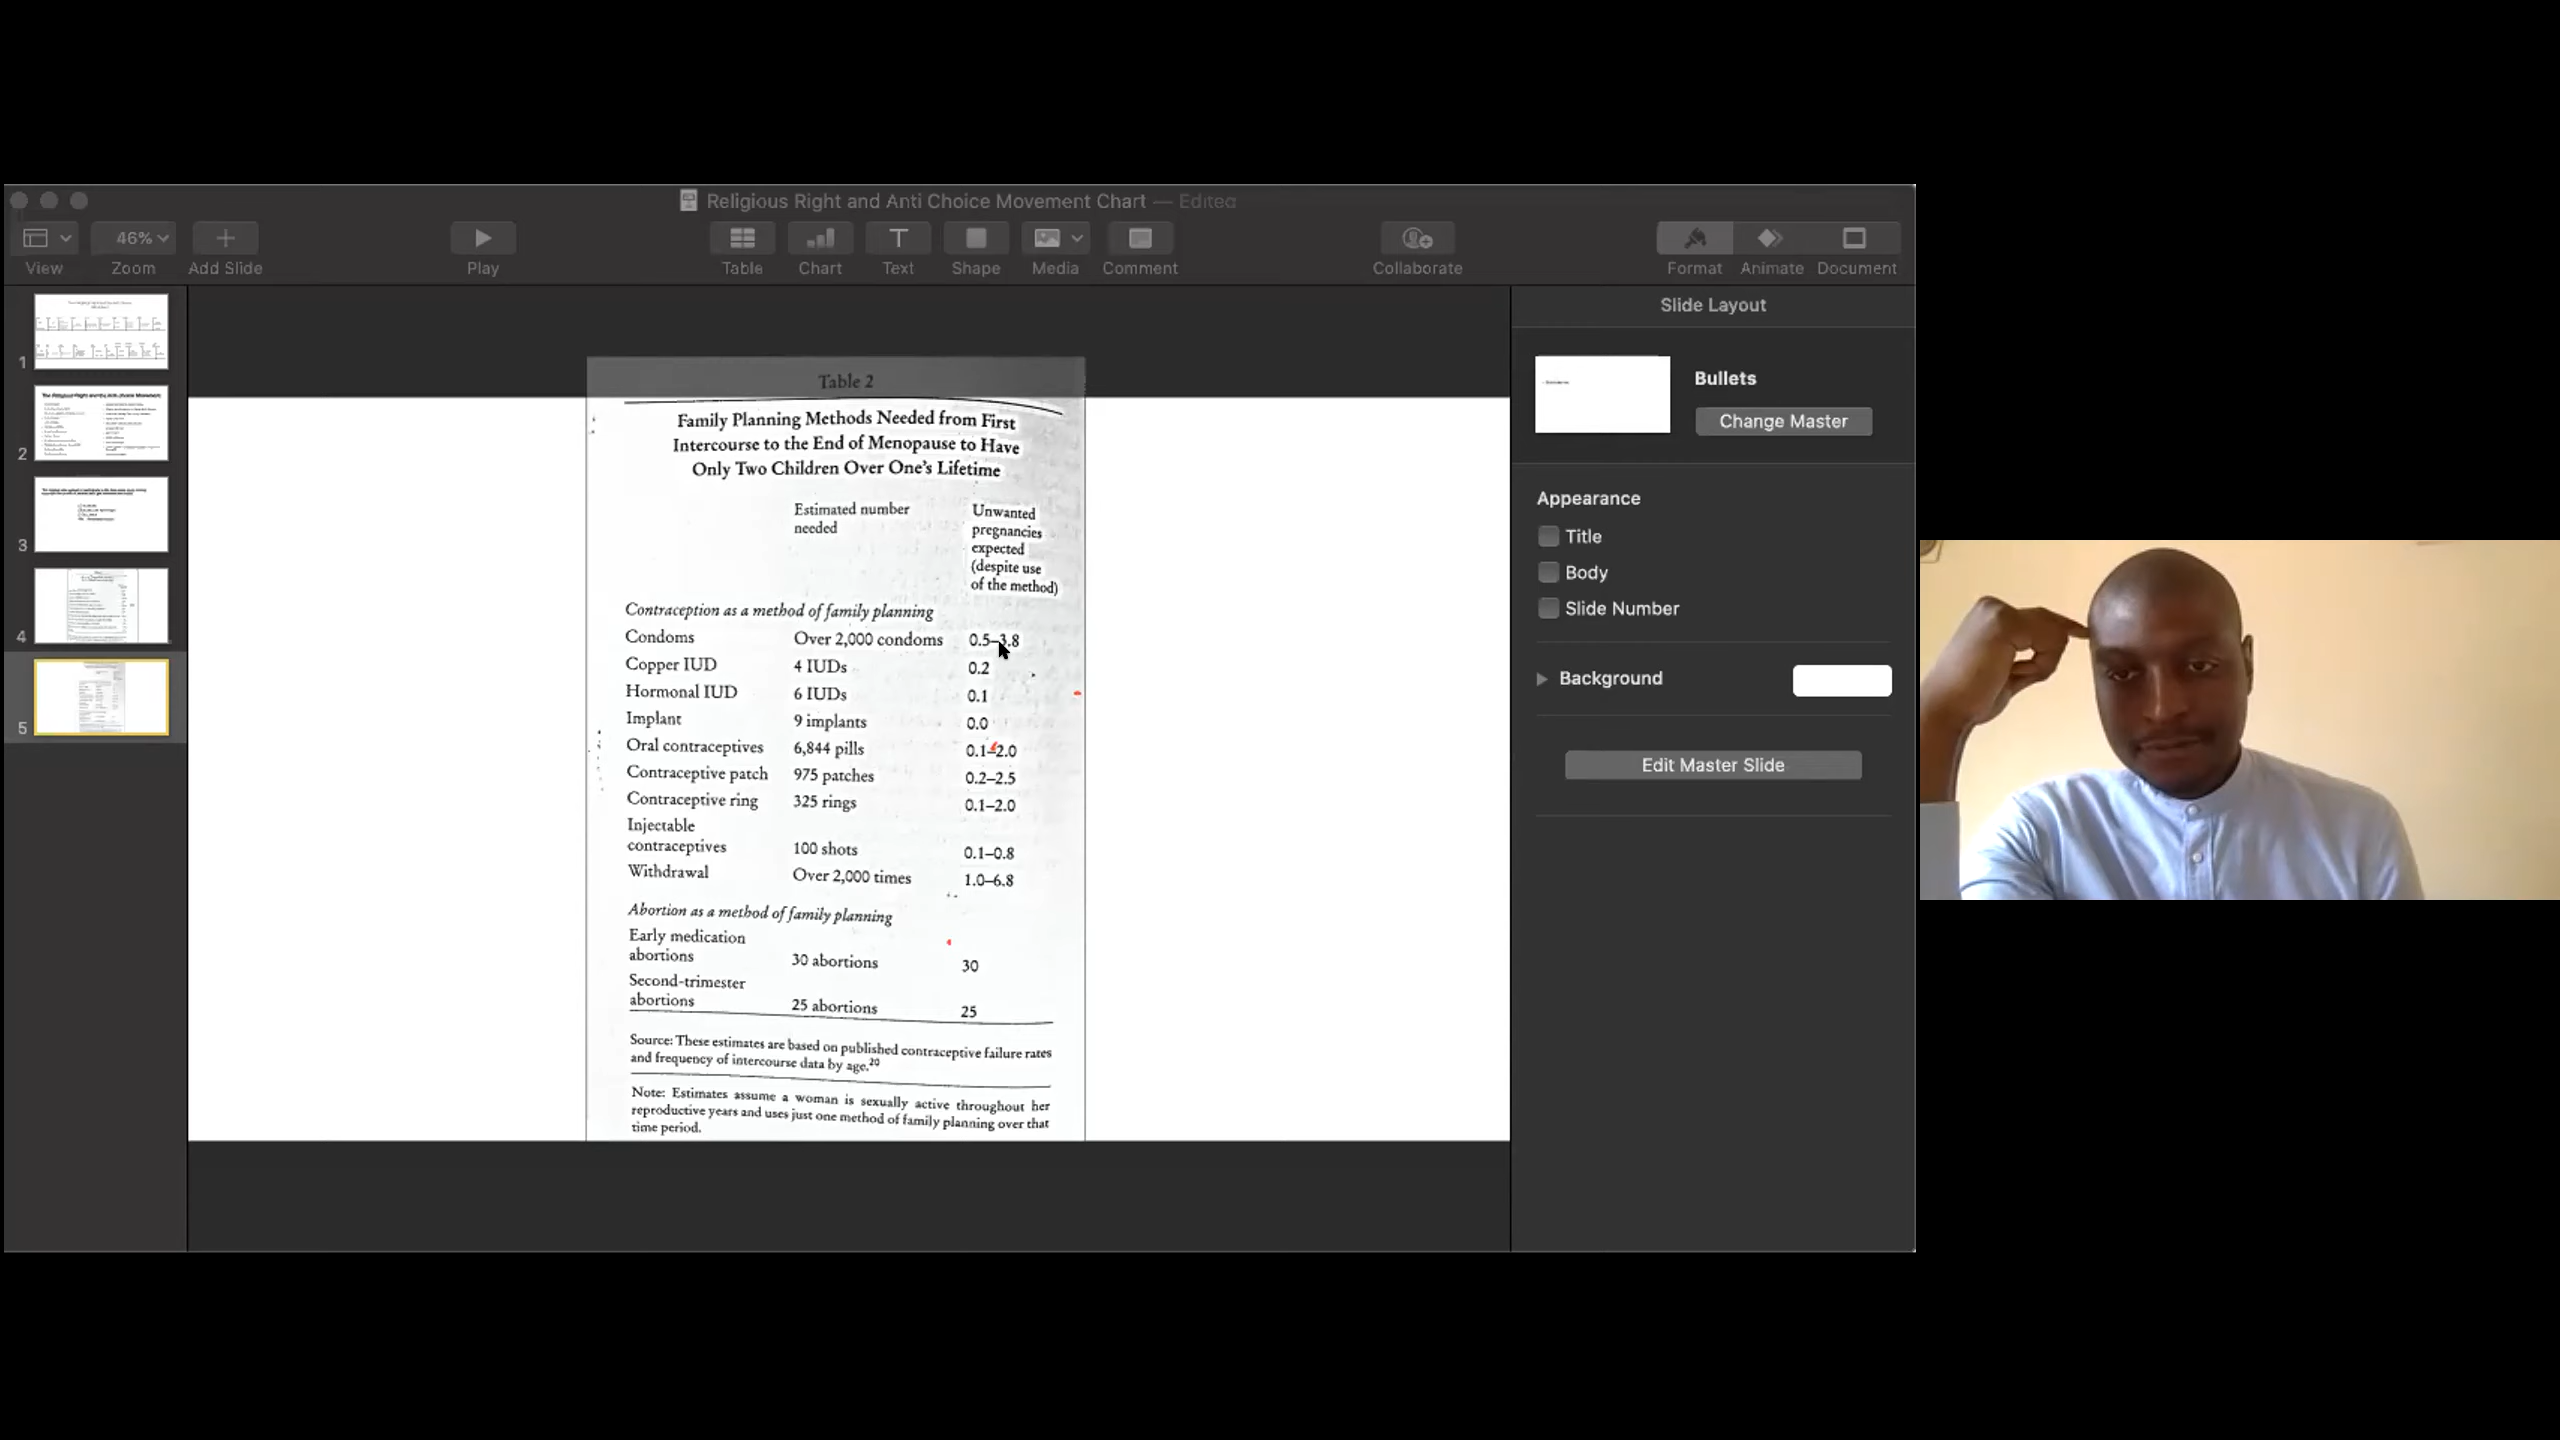 Religious Right and Anti Choice Movement Chart — Edited
46%
View
Zoom
Add Slide
Play
Table
Chart
Text
Shape
Media
Comment
Collaborate
Format
Animate
Document
1
2
3
4
5
Table 2
Family Planning Methods Needed from First
Intercourse to the End of Menopause to Have
Only Two Children Over One's Lifetime
Estimated number
needed
Unwanted
pregnancies
expected
(despite use
of the method)
Contraception as a method of family planning
Condoms Over 2,000 condoms 0.5–3.8
Copper IUD 4 IUDs 0.2
Hormonal IUD 6 IUDs 0.1
Implant 9 implants 0.0
Oral contraceptives 6,844 pills 0.1–2.0
Contraceptive patch 975 patches 0.2–2.5
Contraceptive ring 325 rings 0.1–2.0
Injectable
contraceptives 100 shots 0.1–0.8
Withdrawal Over 2,000 times 1.0–6.8
Abortion as a method of family planning
Early medication
abortions 30 abortions 30
Second-trimester
abortions 25 abortions 25
Source: These estimates are based on published contraceptive failure rates
and frequency of intercourse data by age.20
Note: Estimates assume a woman is sexually active throughout her
reproductive years and uses just one method of family planning over that
time period.
Slide Layout
Bullets
Change Master
Appearance
Title
Body
Slide Number
Background
Edit Master Slide